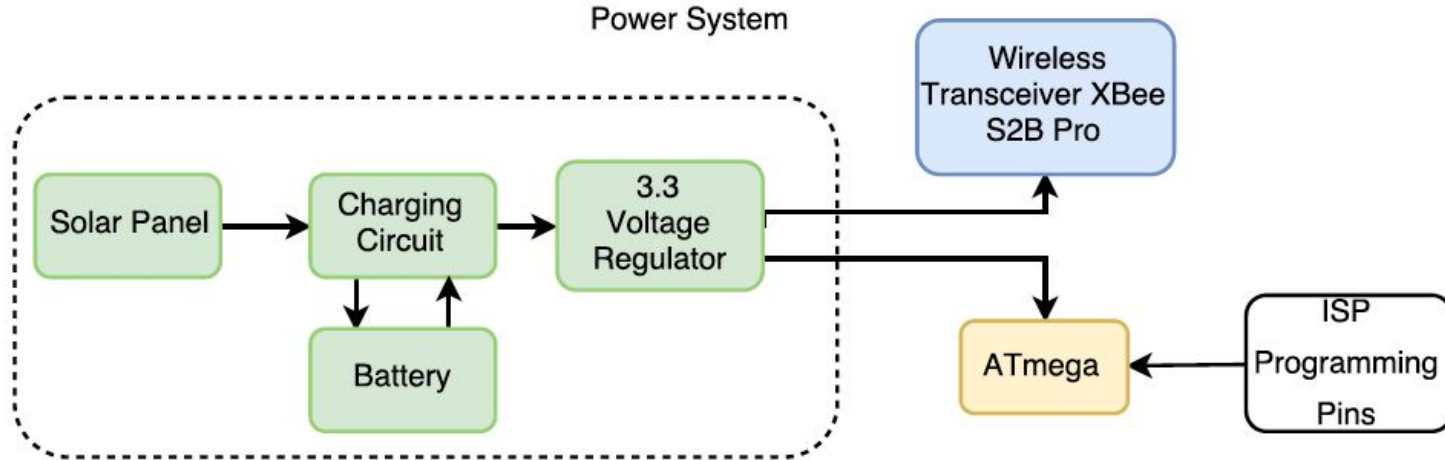 Power System
Wireless
Transceiver XBee
S2B Pro
Solar Panel
Charging
Circuit
3.3
Voltage
Regulator
Battery
ATmega
ISP
Programming
Pins